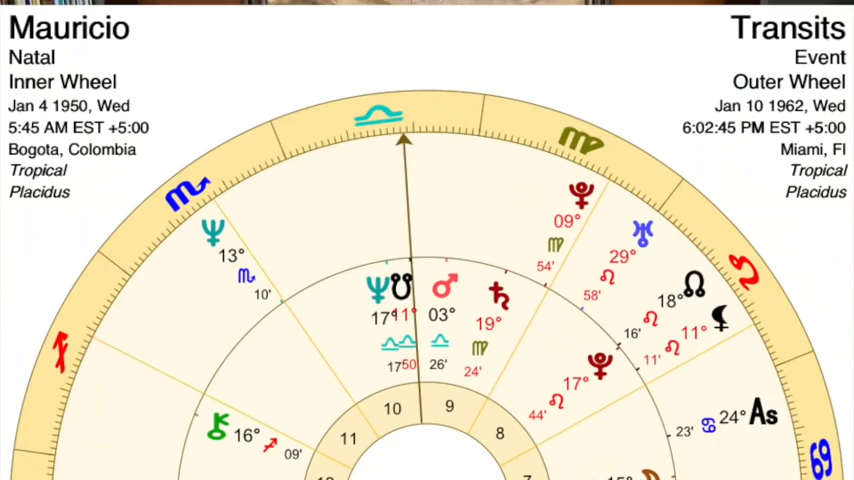 Mauricio
Natal
Inner Wheel
Jan 4 1950, Wed
5:45 AM EST +5:00
Bogota, Colombia
Tropical
Placidus
Transits
Event
Outer Wheel
Jan 10 1962, Wed
6:02:45 PM EST +5:00
Miami, Fl
Tropical
Placidus
♎
♍
♏
♌
♐
♋
♆ 13° ♏ 10'
♇ 09° ♍ 54'
♅ 29° ♌ 58'
☊ 18° ♌ 16'
⚸ 11° ♌ 11'
As 24° ♋ 23'
♆ 17° ♎ 17'
☋ 11° ♎ 50'
♂ 03° ♎ 26'
♄ 19° ♍ 24'
♇ 17° ♌ 44'
⚷ 16° ♐ 09'
10
9
11
8